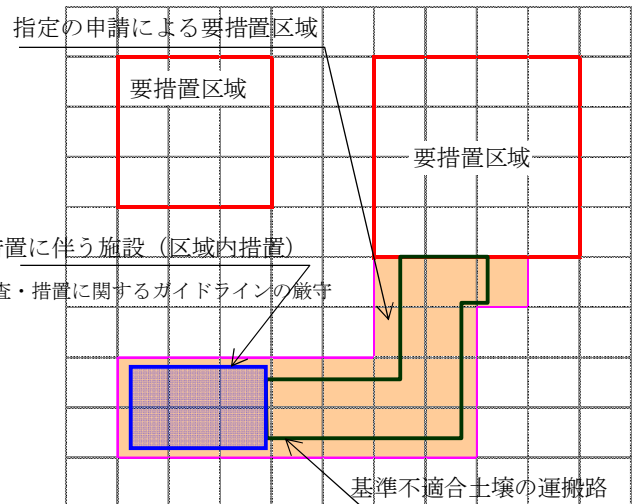 指定の申請による要措置区域
要措置区域
要措置区域
置に伴う施設（区域内措置）
査・措置に関するガイドラインの厳守
基準不適合土壌の運搬路